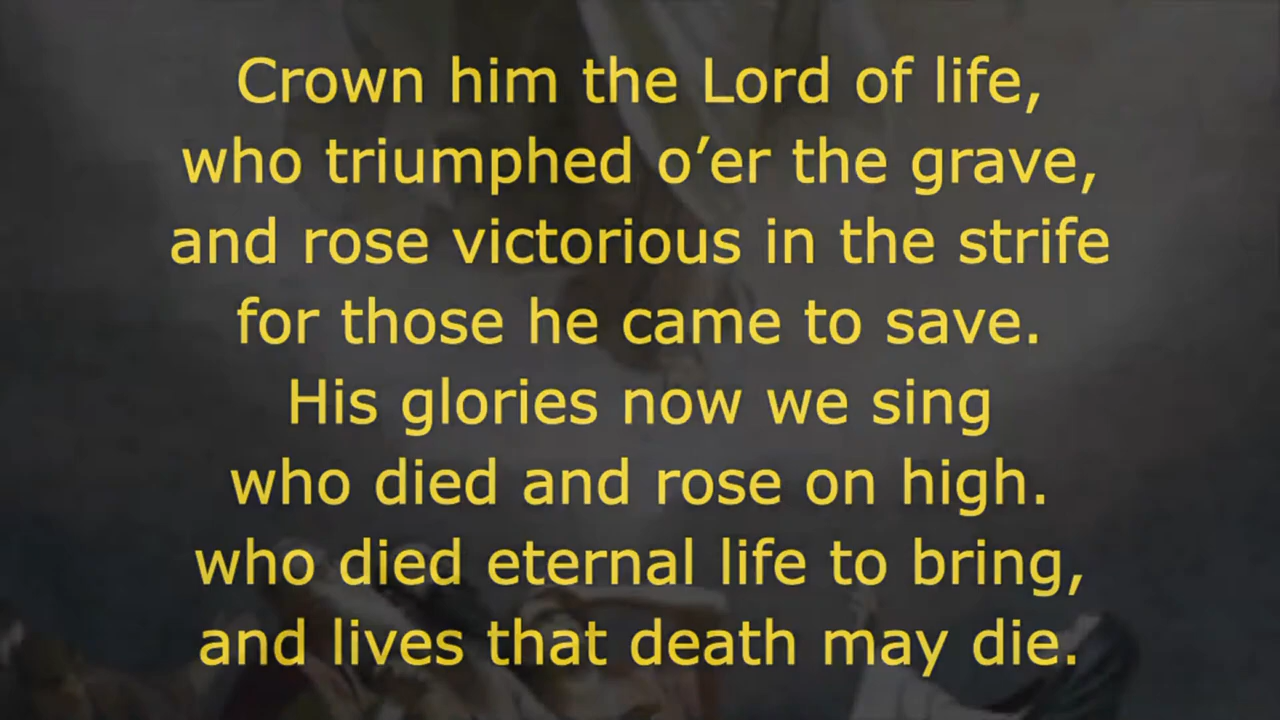 Crown him the Lord of life,
who triumphed o’er the grave,
and rose victorious in the strife
for those he came to save.
His glories now we sing
who died and rose on high.
who died eternal life to bring,
and lives that death may die.